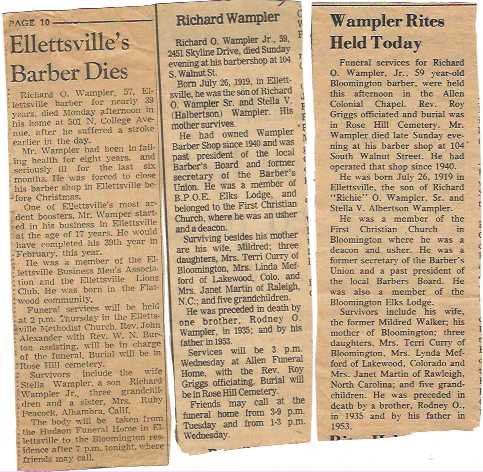 PAGE 10
Ellettsville's
Barber Dies
Richard O. Wampler, 57, El-
lettsville barber for nearly 39
years, died Monday afternoon in
his home at 501 N. College Ave-
nue, after he suffered a stroke
earlier in the day.
Mr. Wampler had been in fail-
ing health for eight years, and
seriously ill for the last six
months. He was forced to close
his barber shop in Ellettsville be-
fore Christmas.
One of Ellettsville's most ar-
dent boosters, Mr. Wamper start-
ed in his business in Ellettsville
at the age of 17 years. He would
have completed his 39th year in
February, this year.
He was a member of the El-
lettsville Business Men's Associa-
tion and the Ellettsville Lions
Club. He was born in the Flat-
wood community.
Funeral services will be held
at 2 p.m. Thursday in the Elletts-
ville Methodist Church, Rev. John
Alexander with Rev. W. N. Bur-
ton assisting, will be in charge
of the funeral. Burial will be in
Rose Hill cemetery.
Survivors include the wife
Stella Wampler, a son Richard
Wampler Jr., three grandchildr-
en and a sister, Mrs. Ruby
Peacock, Alhambra, Calif.
The body will be taken from
the Hudson Funeral Home in El-
lettsville to the Bloomington resi-
dence after 7 p.m. tonight, where
friends may call.
Richard Wampler
Richard O. Wampler Jr., 59,
2451 Skyline Drive, died Sunday
evening at his barbershop at 104
S. Walnut St.
Born July 26, 1919, in Elletts-
ville, he was the son of Richard
O. Wampler Sr. and Stella V.
(Halbertson) Wampler. His
mother survives.
He had owned Wampler
Barber Shop since 1940 and was
past president of the local
Barber's Board and former
secretary of the Barber's
Union. He was a member of
B.P.O.E. Elks Lodge, and
belonged to the First Christian
Church, where he was an usher
and a deacon.
Surviving besides his mother
are his wife, Mildred; three
daughters, Mrs. Terri Curry of
Bloomington, Mrs. Linda Mef-
ford of Lakewood, Colo. and
Mrs. Janet Martin of Raleigh,
N.C.; and five grandchildren.
He was preceded in death by
one brother, Rodney O.
Wampler, in 1935; and by his
father in 1953.
Services will be 3 p.m.
Wednesday at Allen Funeral
Home, with the Rev. Roy
Griggs officiating. Burial will
be in Rose Hill Cemetery.
Friends may call at the
funeral home from 3-9 p.m.
Tuesday and from 1-3 p.m.
Wednesday.
Wampler Rites
Held Today
Funeral services for Richard
O. Wampler, Jr., 59 year-old
Bloomington barber, were held
this afternoon in the Allen
Colonial Chapel. Rev. Roy
Griggs officiated and burial was
in Rose Hill Cemetery. Mr.
Wampler died late Sunday even-
ing at his barber shop at 104
South Walnut Street. He had
operated that shop since 1940.
He was born July 26, 1919 in
Ellettsville, the son of Richard
"Richie" O. Wampler, Sr. and
Stella V. Albertson Wampler.
He was a member of the
First Christian Church in
Bloomington where he was a
deacon and usher. He was a
former secretary of the Barber's
Union and a past president of
the local Barbers Board. He
was also a member of the
Bloomington Elks Lodge.
Survivors include his wife,
the former Mildred Walker; his
mother of Bloomington; three
daughters, Mrs. Terri Curry of
Bloomington, Mrs. Lynda Mef-
ford of Lakewood, Colorado and
Mrs. Janet Martin of Rawleigh,
North Carolina; and five grand-
children. He was preceded in
death by a brother, Rodney O.,
in 1935 and by his father in
1953.